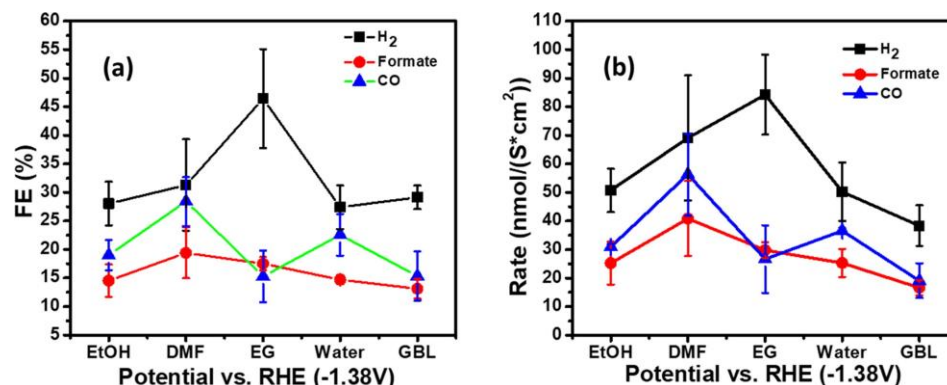 (a)
H2
Formate
CO
FE (%)
60
55
50
45
40
35
30
25
20
15
10
5
EtOH DMF EG Water GBL
Potential vs. RHE (-1.38V)
(b)
H2
Formate
CO
Rate (nmol/(S*cm2))
110
100
90
80
70
60
50
40
30
20
10
0
EtOH DMF EG Water GBL
Potential vs. RHE (-1.38V)